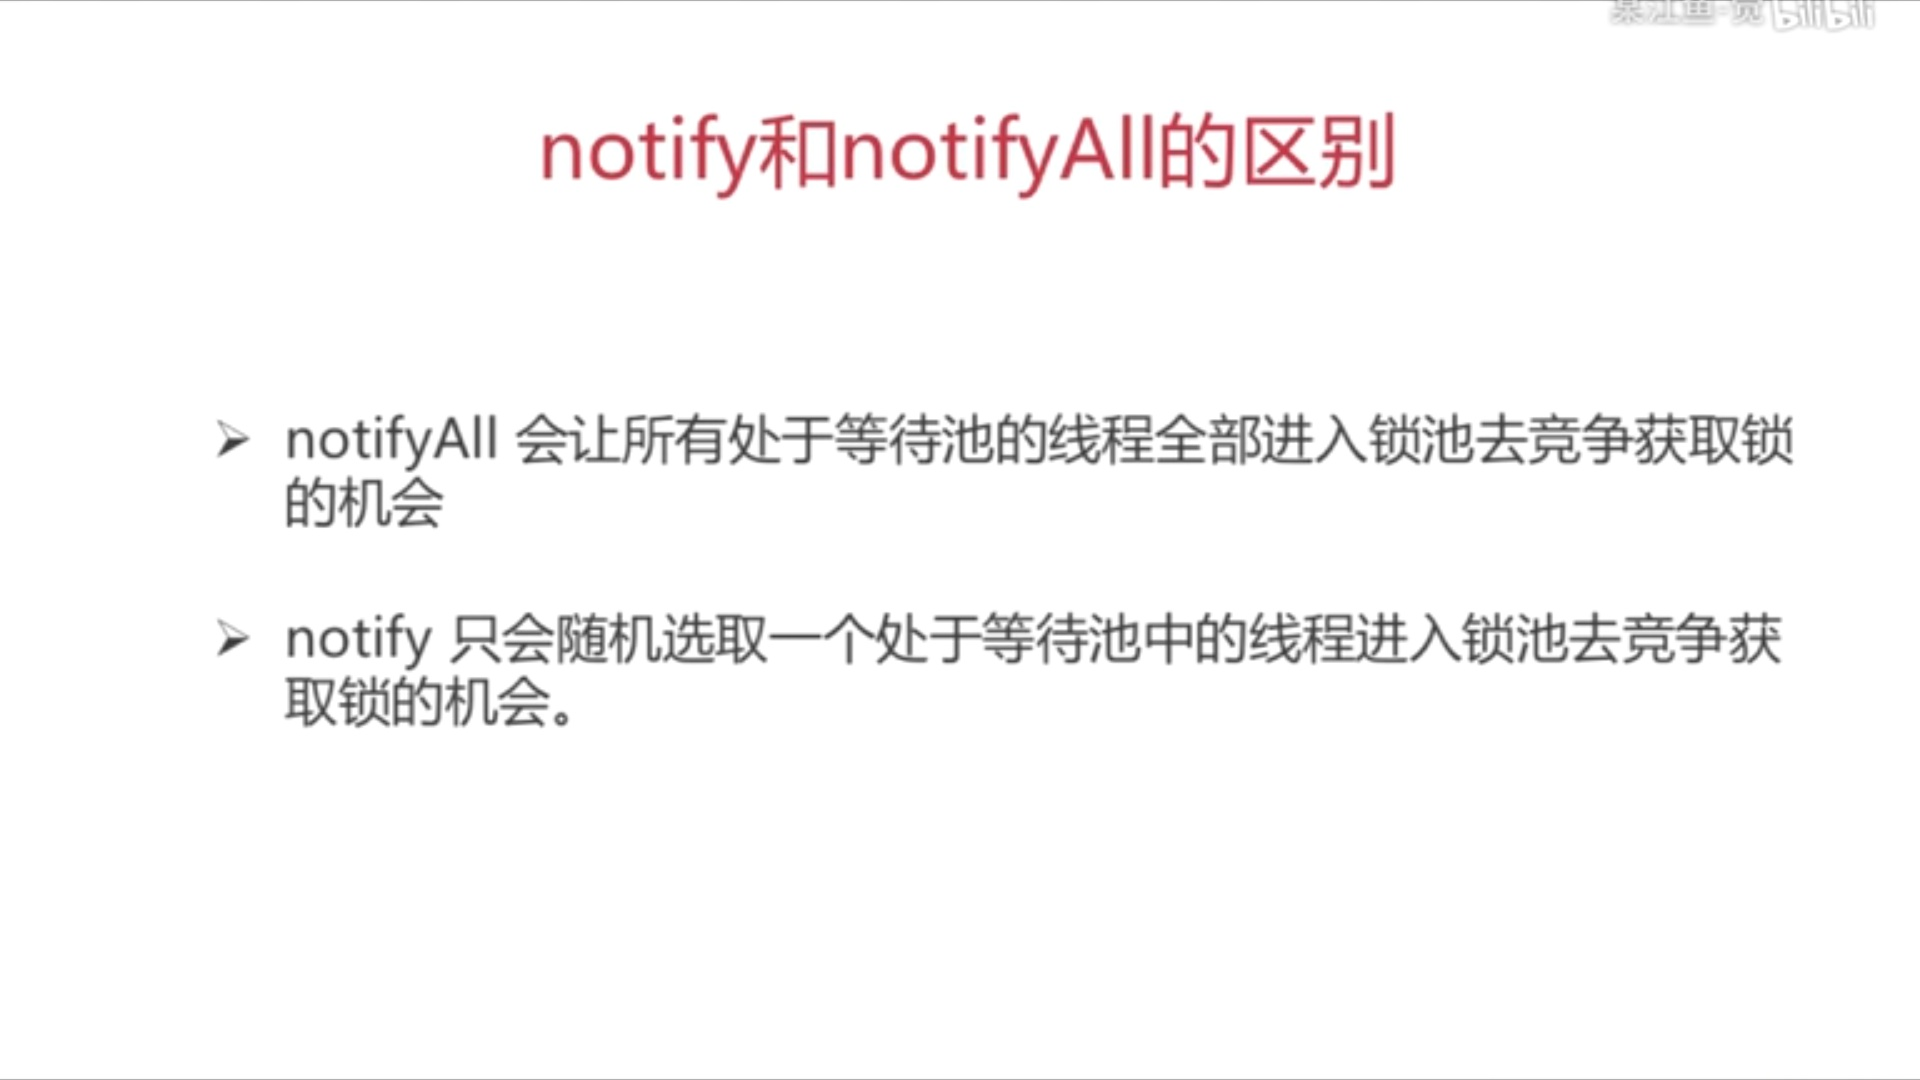 bilibili
notify和notifyAll的区别
notifyAll 会让所有处于等待池的线程全部进入锁池去竞争获取锁
的机会
notify 只会随机选取一个处于等待池中的线程进入锁池去竞争获
取锁的机会。